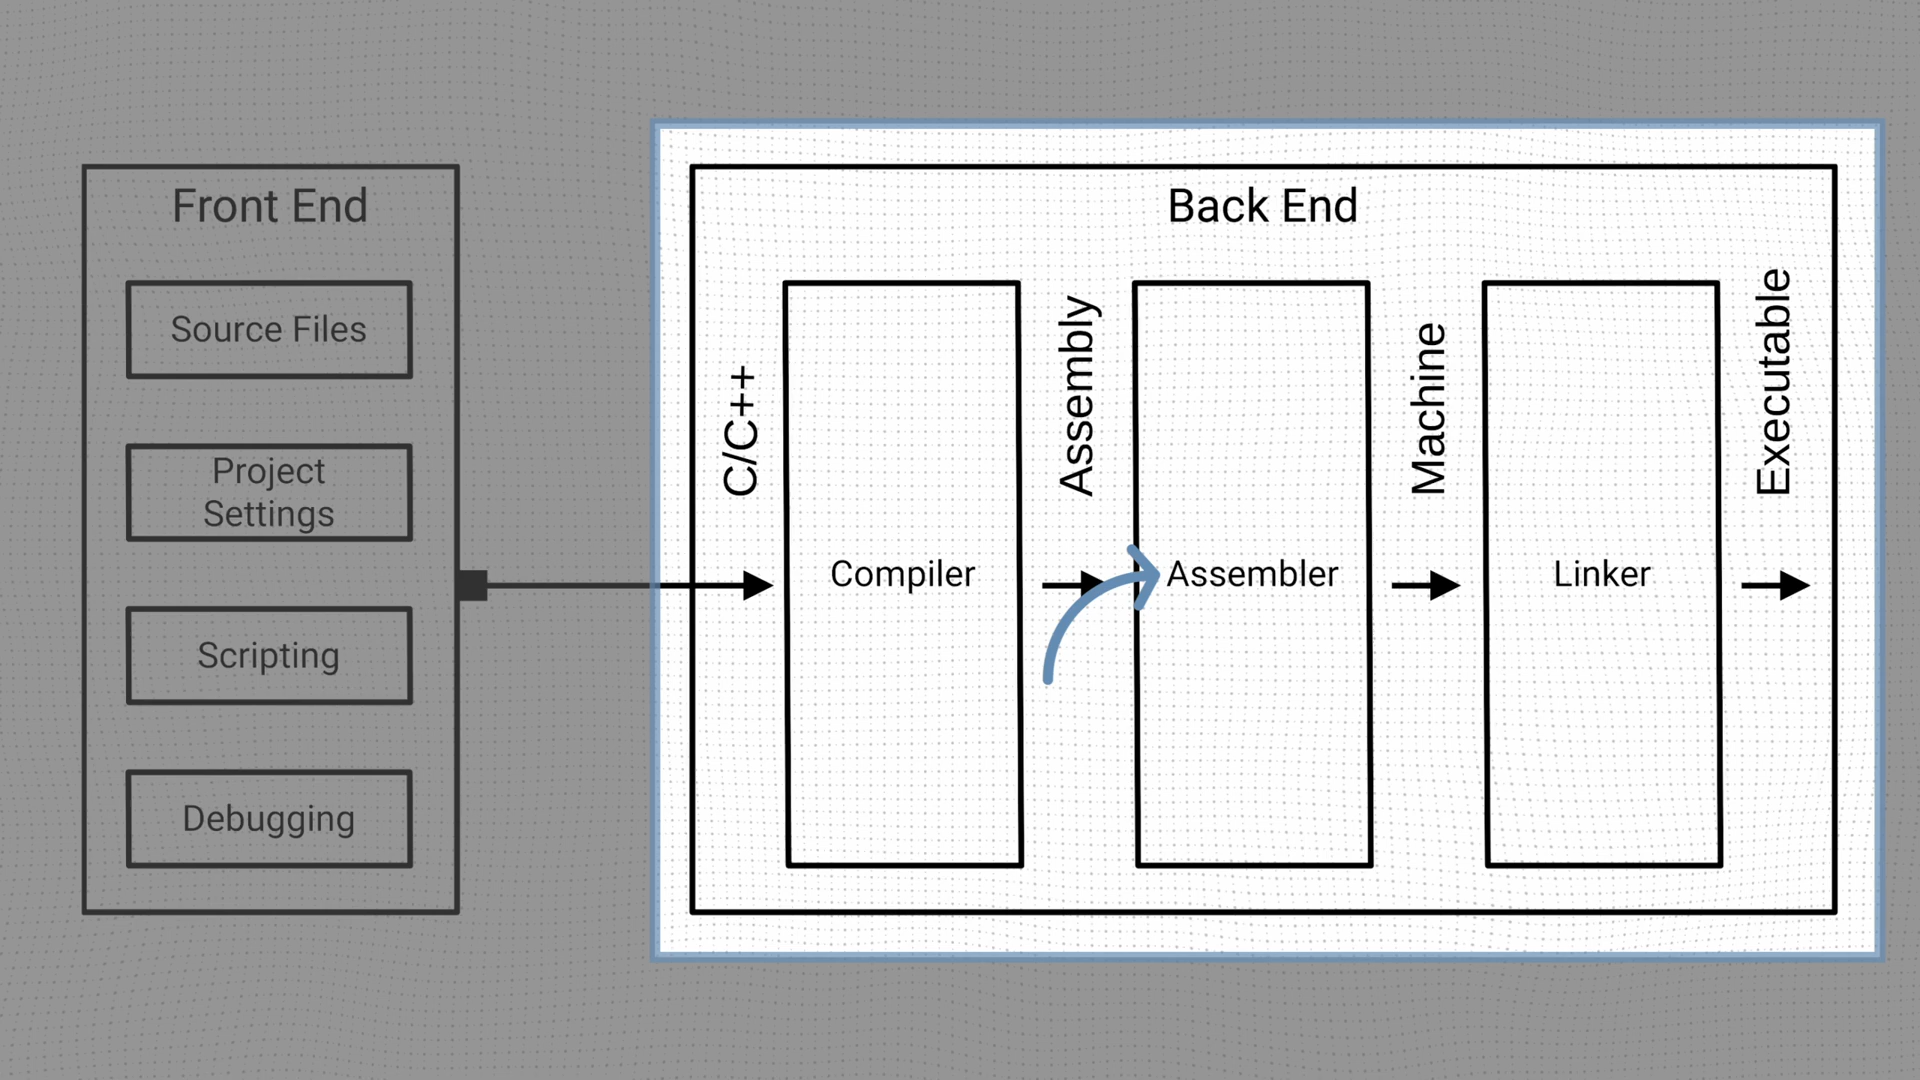 Front End
Source Files
Project
Settings
Scripting
Debugging
Back End
C/C++
Compiler
Assembly
Assembler
Machine
Linker
Executable